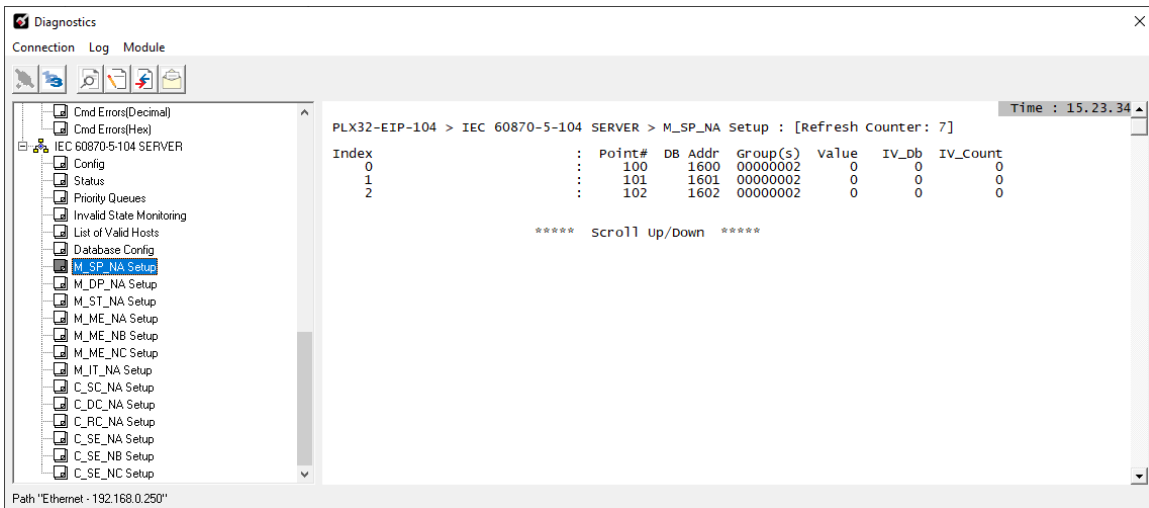 Diagnostics
Connection Log Module
Cmd Errors(Decimal)
Cmd Errors(Hex)
IEC 60870-5-104 SERVER
Config
Status
Priority Queues
Invalid State Monitoring
List of Valid Hosts
Database Config
M_SP_NA Setup
M_DP_NA Setup
M_ST_NA Setup
M_ME_NA Setup
M_ME_NB Setup
M_ME_NC Setup
M_IT_NA Setup
C_SC_NA Setup
C_DC_NA Setup
C_RC_NA Setup
C_SE_NA Setup
C_SE_NB Setup
C_SE_NC Setup
Time : 15.23.34
PLX32-EIP-104 > IEC 60870-5-104 SERVER > M_SP_NA Setup : [Refresh Counter: 7]
Index : Point# DB Addr Group(s) Value IV_Db IV_Count
0 : 100 1600 00000002 0 0 0
1 : 101 1601 00000002 0 0 0
2 : 102 1602 00000002 0 0 0
***** Scroll Up/Down *****
Path "Ethernet - 192.168.0.250"